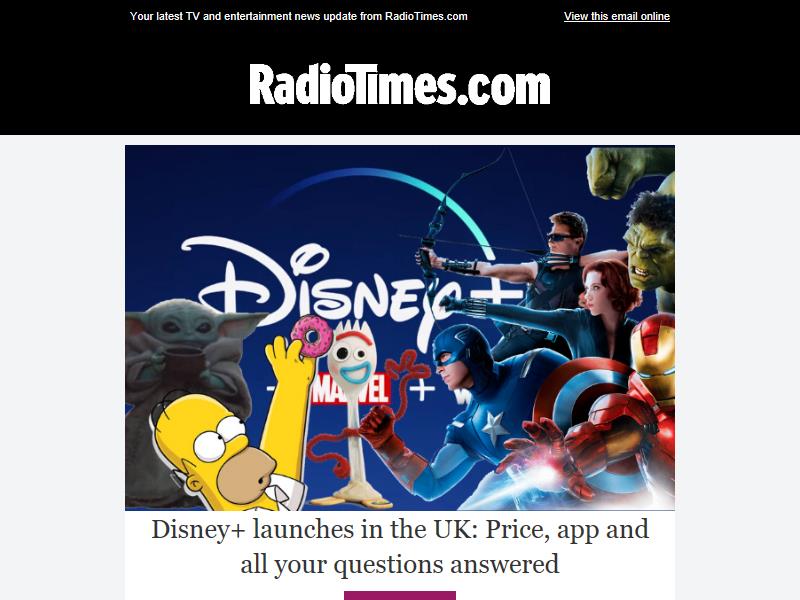 Your latest TV and entertainment news update from RadioTimes.com
View this email online
RadioTimes.com
Disney+
MARVEL
Disney+ launches in the UK: Price, app and
all your questions answered